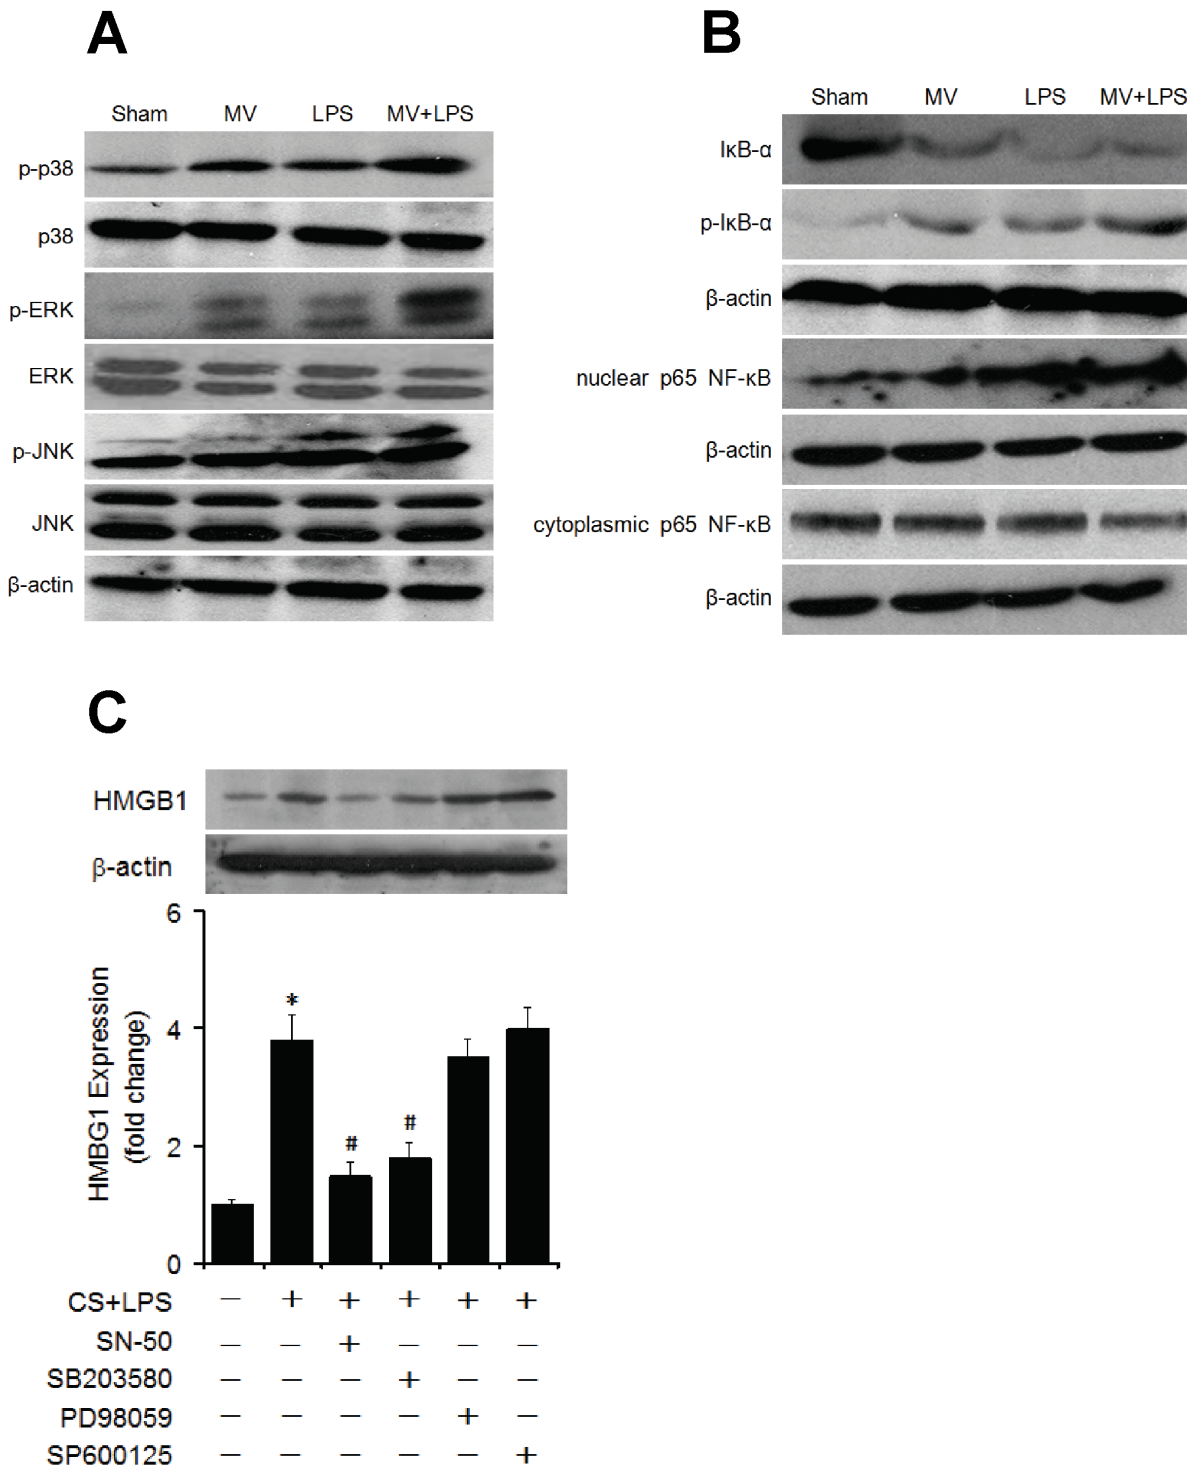 A
Sham MV LPS MV+LPS
p-p38
p38
p-ERK
ERK
p-JNK
JNK
β-actin
B
Sham MV LPS MV+LPS
IκB-α
p-IκB-α
β-actin
nuclear p65 NF-κB
β-actin
cytoplasmic p65 NF-κB
β-actin
C
HMGB1
β-actin
HMBG1 Expression
(fold change)
6
4
2
0
*
#
#
CS+LPS − + + + + +
SN-50 − − + − − −
SB203580 − − − + − −
PD98059 − − − − + −
SP600125 − − − − − +